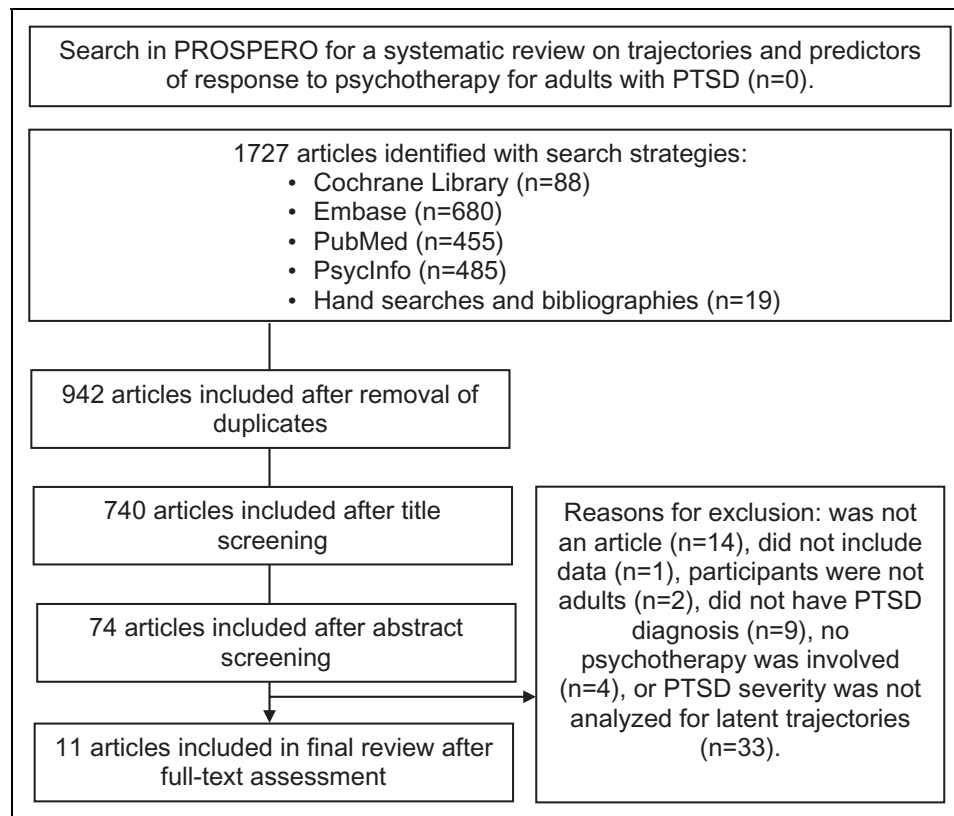 Search in PROSPERO for a systematic review on trajectories and predictors
of response to psychotherapy for adults with PTSD (n=0).
1727 articles identified with search strategies:
• Cochrane Library (n=88)
• Embase (n=680)
• PubMed (n=455)
• PsycInfo (n=485)
• Hand searches and bibliographies (n=19)
942 articles included after removal of
duplicates
740 articles included after title
screening
74 articles included after abstract
screening
11 articles included in final review after
full-text assessment
Reasons for exclusion: was not
an article (n=14), did not include
data (n=1), participants were not
adults (n=2), did not have PTSD
diagnosis (n=9), no
psychotherapy was involved
(n=4), or PTSD severity was not
analyzed for latent trajectories
(n=33).